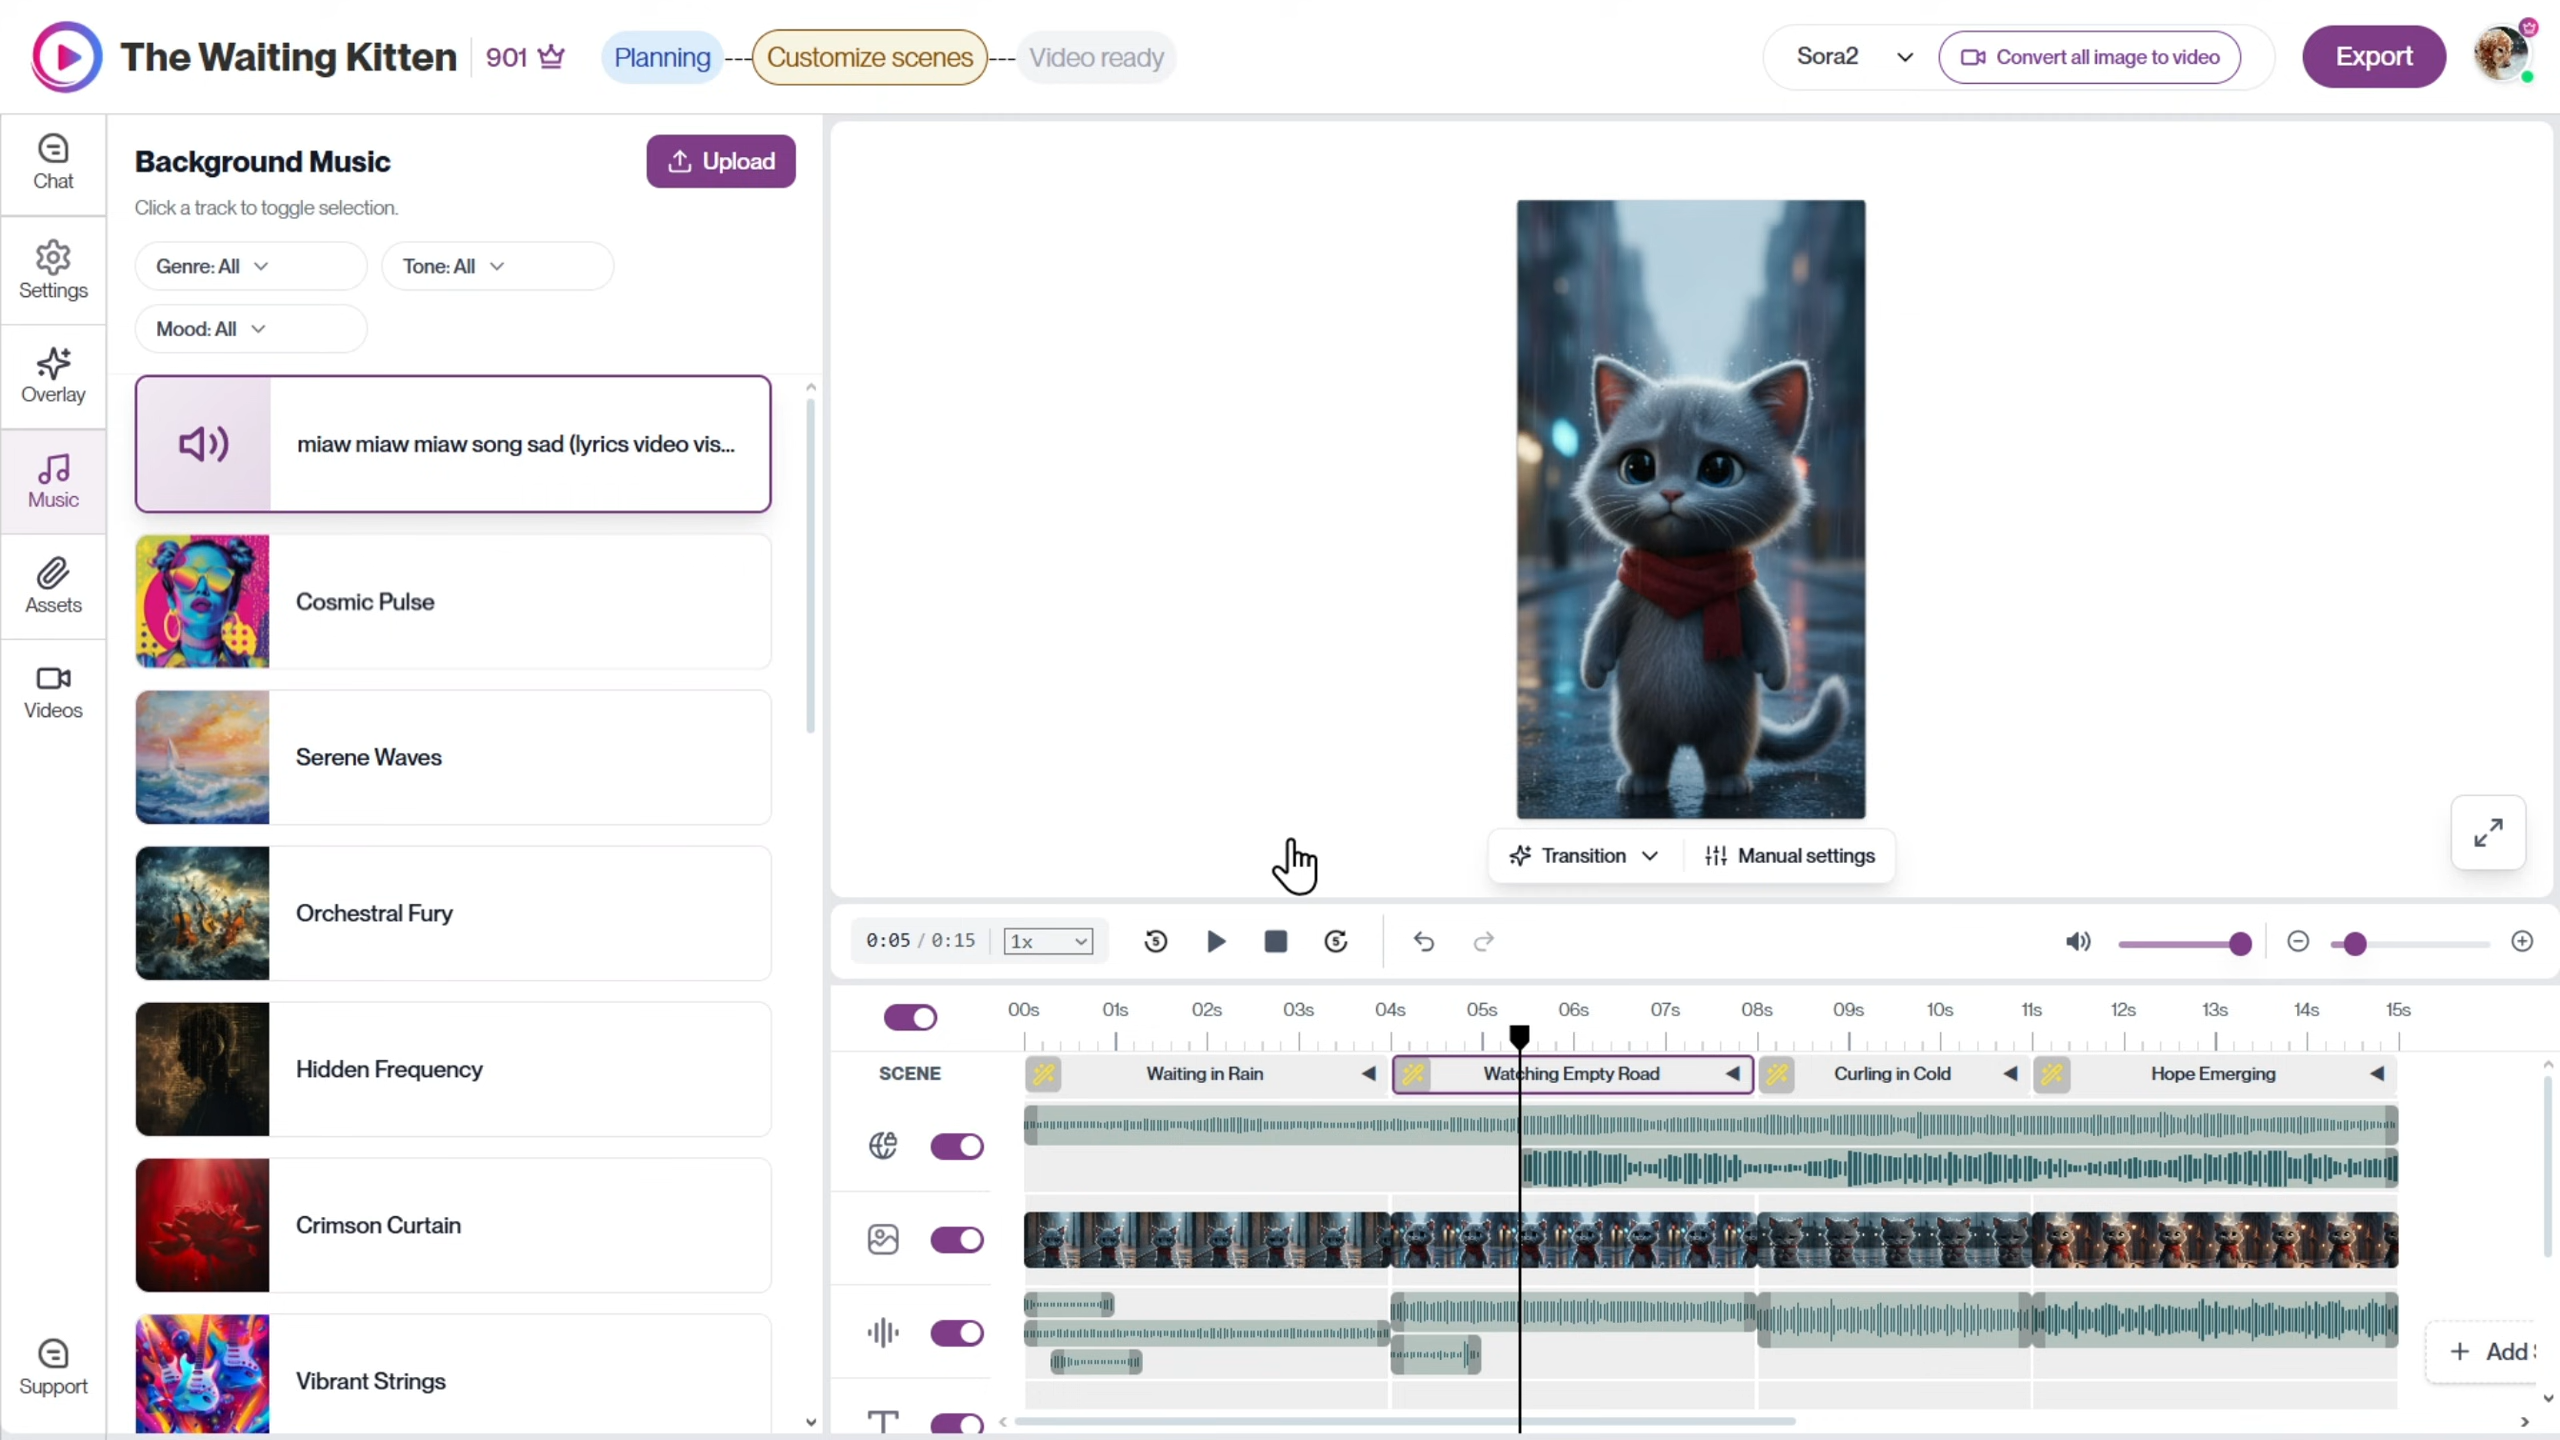 The Waiting Kitten
901
Planning
Customize scenes
Video ready
Sora2
Convert all image to video
Export
Chat
Settings
Overlay
Music
Assets
Videos
Support
Background Music
Upload
Click a track to toggle selection.
Genre: All
Tone: All
Mood: All
miaw miaw miaw song sad (lyrics video vis...
Cosmic Pulse
Serene Waves
Orchestral Fury
Hidden Frequency
Crimson Curtain
Vibrant Strings
Transition
Manual settings
0:05 / 0:15
1x
5
5
00s 01s 02s 03s 04s 05s 06s 07s 08s 09s 10s 11s 12s 13s 14s 15s
SCENE
Waiting in Rain
Watching Empty Road
Curling in Cold
Hope Emerging
+ Add